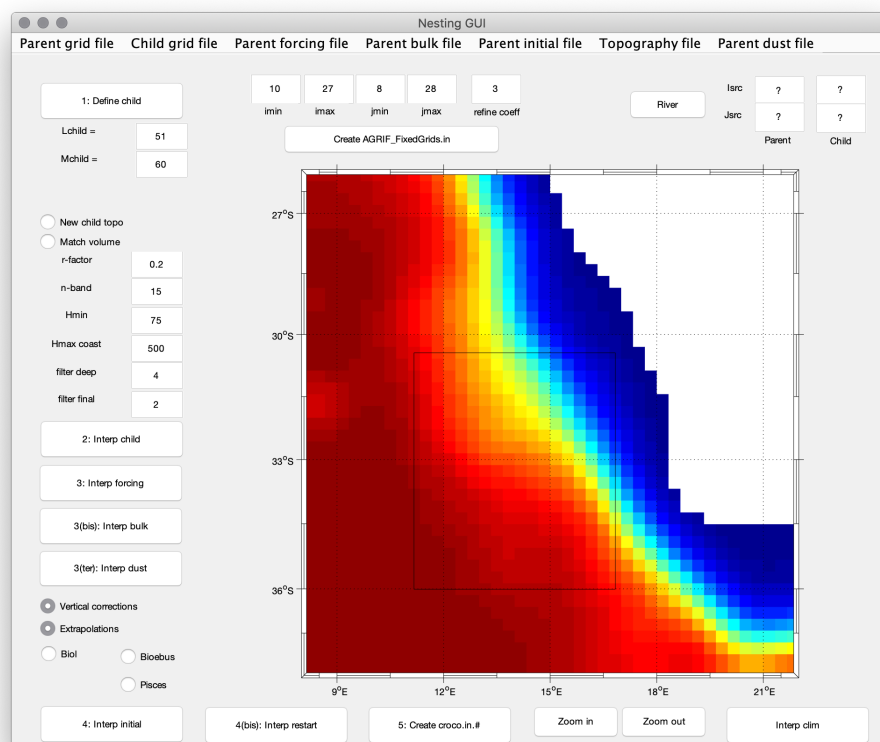 Nesting GUI
Parent grid file Child grid file Parent forcing file Parent bulk file Parent initial file Topography file Parent dust file
1: Define child
10 27 8 28 3
imin imax jmin jmax refine coeff
River
Isrc ? ?
Jsrc ? ?
Parent Child
Lchild = 51
Mchild = 60
Create AGRIF_FixedGrids.in
New child topo
Match volume
r-factor 0.2
n-band 15
Hmin 75
Hmax coast 500
filter deep 4
filter final 2
2: Interp child
3: Interp forcing
3(bis): Interp bulk
3(ter): Interp dust
Vertical corrections
Extrapolations
Biol Bioebus
Pisces
27°S
30°S
33°S
36°S
9°E 12°E 15°E 18°E 21°E
4: Interp initial 4(bis): Interp restart 5: Create croco.in.# Zoom in Zoom out Interp clim